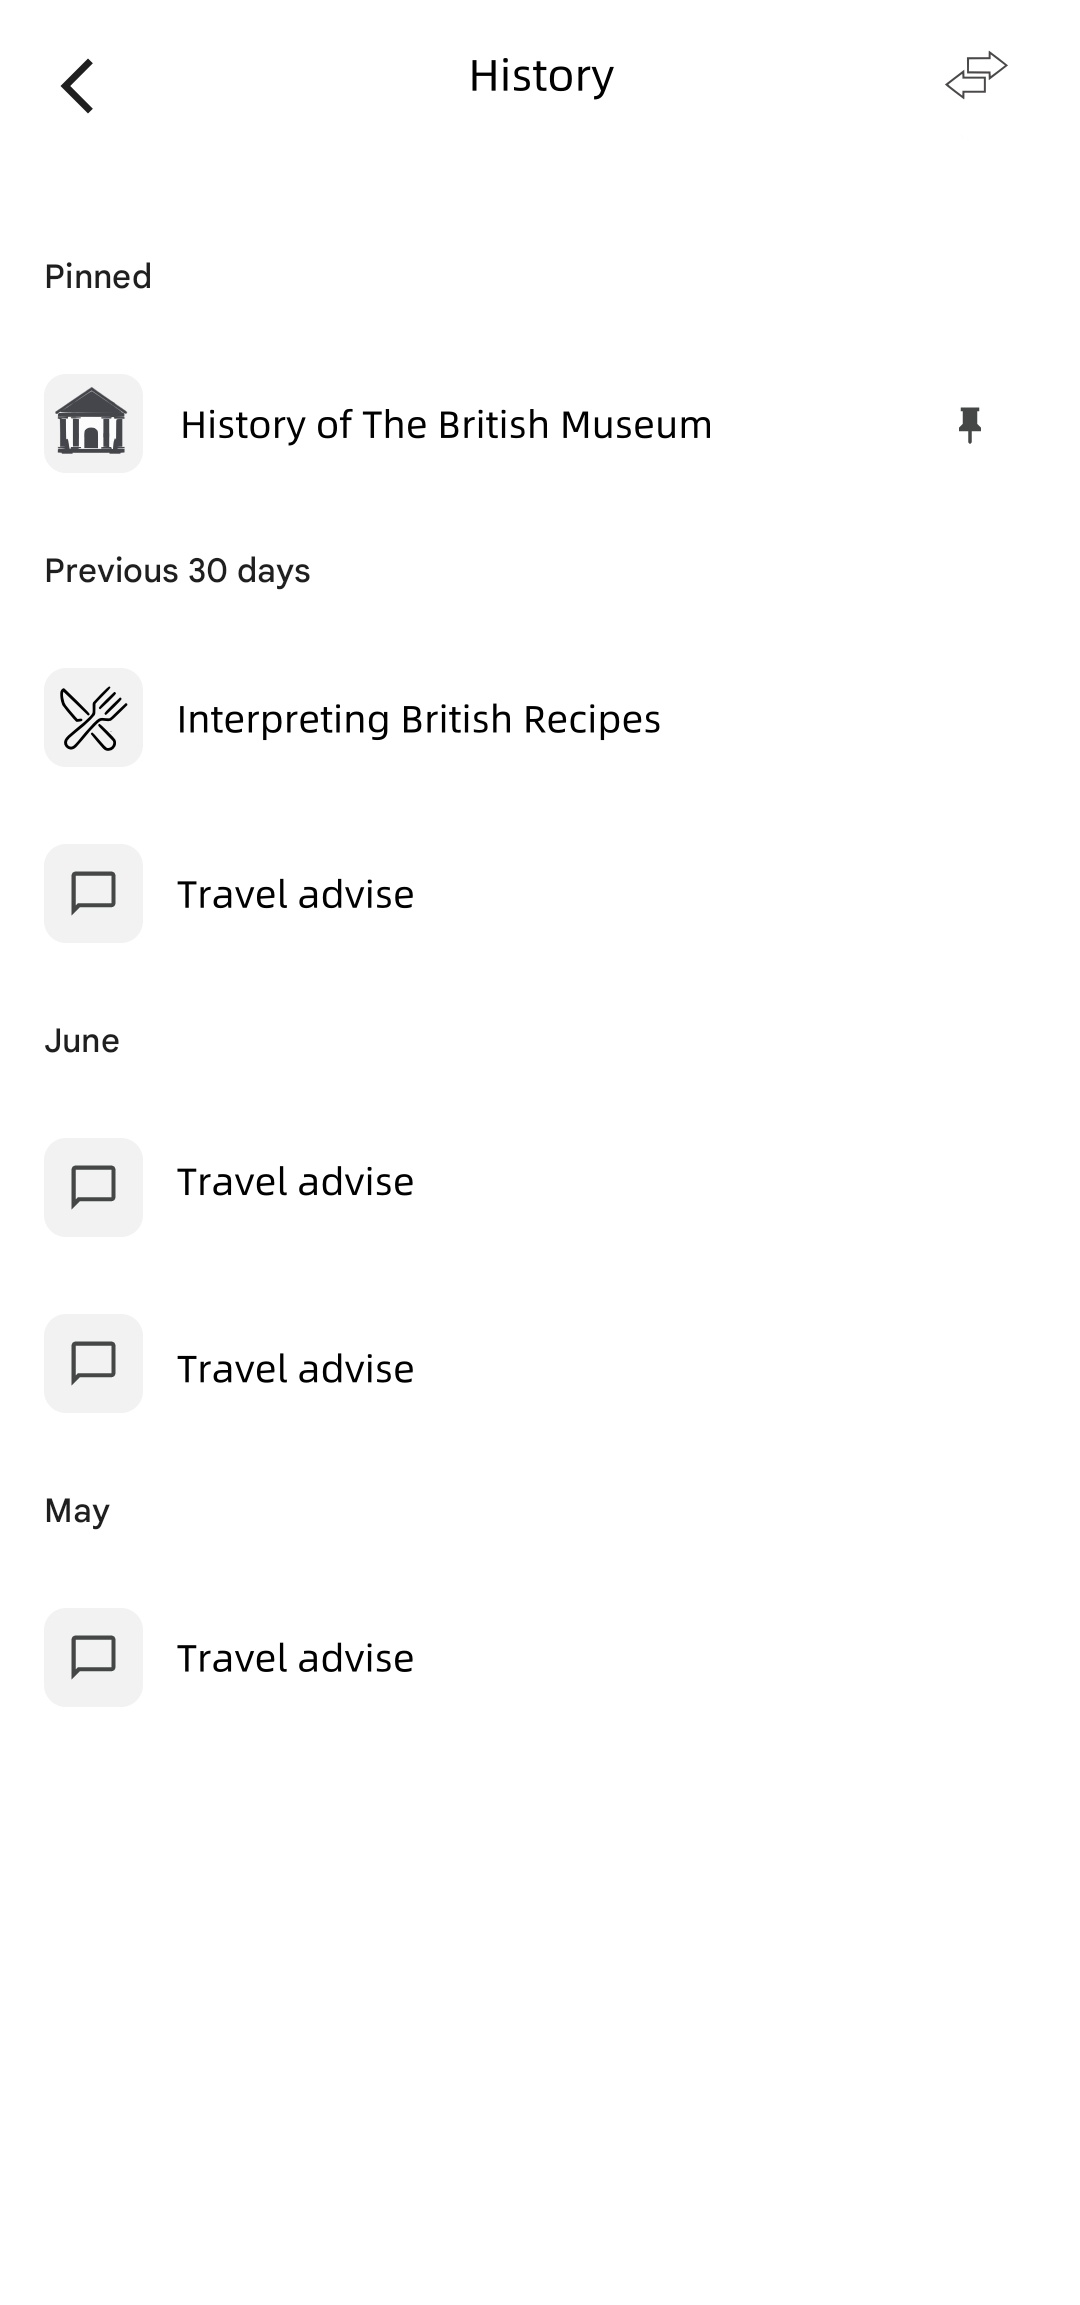 History
Pinned
History of The British Museum
Previous 30 days
Interpreting British Recipes
Travel advise
June
Travel advise
Travel advise
May
Travel advise